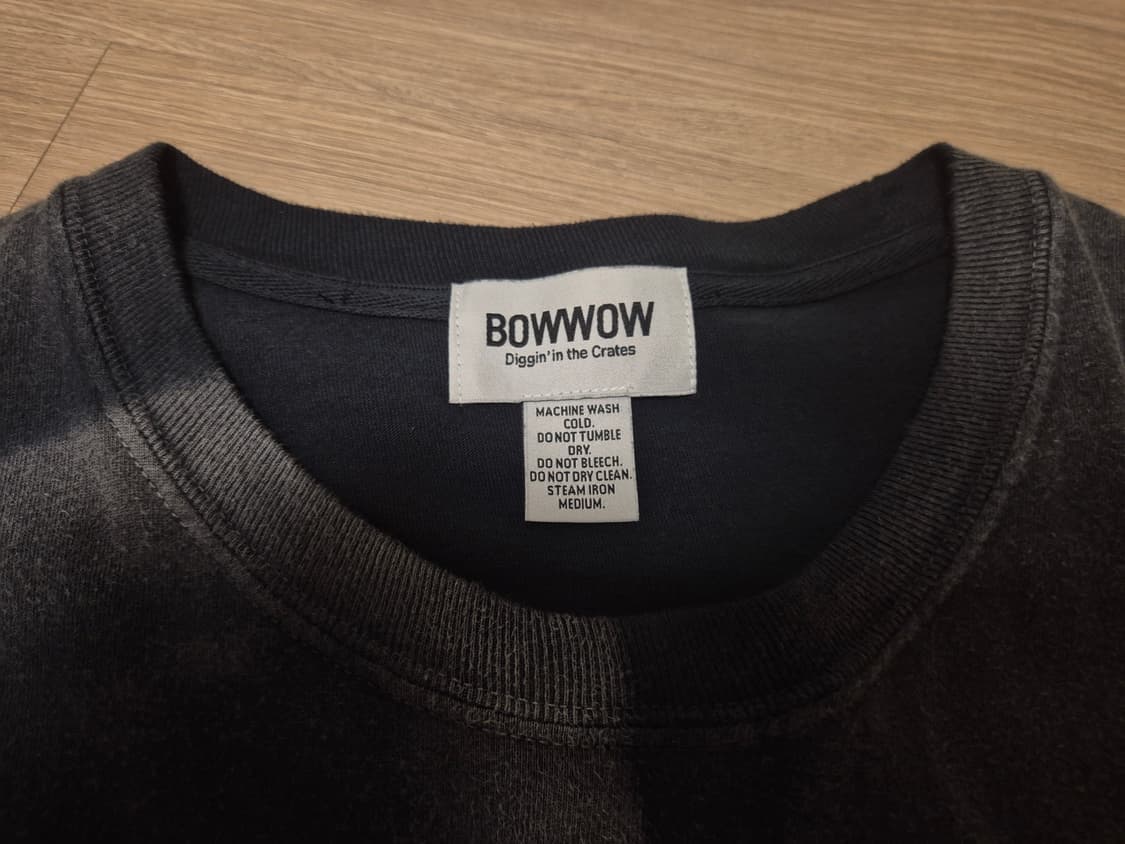 BOWWOW
Diggin' in the Crates
MACHINE WASH
COLD.
DO NOT TUMBLE
DRY.
DO NOT BLEECH.
DO NOT DRY CLEAN.
STEAM IRON
MEDIUM.